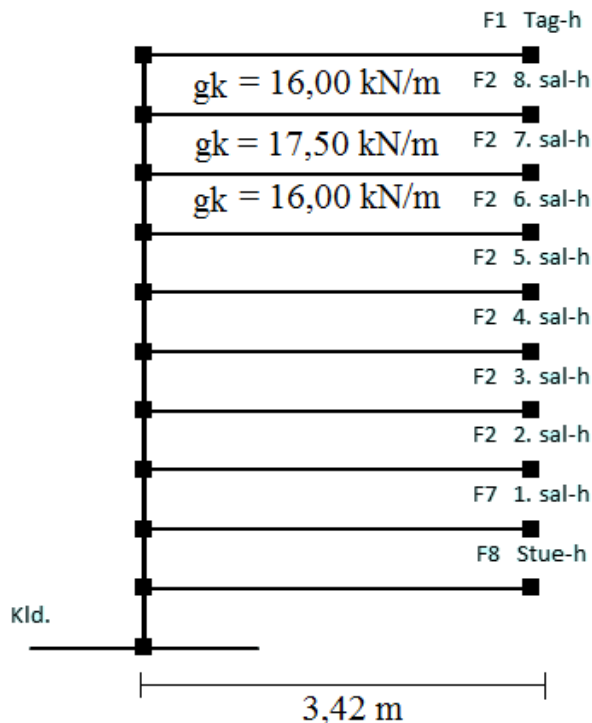 F1 Tag-h
gk = 16,00 kN/m F2 8. sal-h
gk = 17,50 kN/m F2 7. sal-h
gk = 16,00 kN/m F2 6. sal-h
F2 5. sal-h
F2 4. sal-h
F2 3. sal-h
F2 2. sal-h
F7 1. sal-h
F8 Stue-h
Kld.
3,42 m